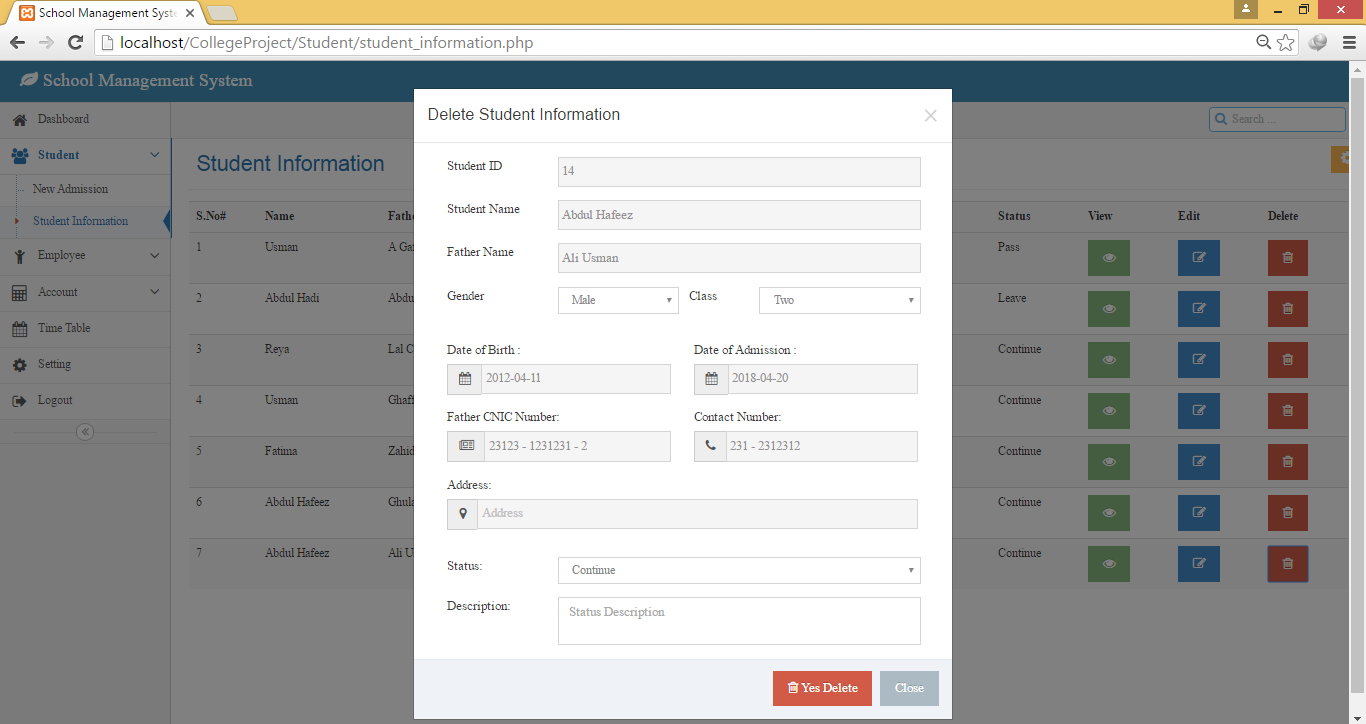 School Management Syst
localhost/CollegeProject/Student/student_information.php
School Management System
Dashboard
Student
New Admission
Student Information
Employee
Account
Time Table
Setting
Logout
Search ...
Student Information
S.No# Name Fathe Status View Edit Delete
1 Usman A Gaf Pass
2 Abdul Hadi Abdu Leave
3 Reya Lal C Continue
4 Usman Ghaff Continue
5 Fatima Zahid Continue
6 Abdul Hafeez Ghula Continue
7 Abdul Hafeez Ali U Continue
Delete Student Information
Student ID 14
Student Name Abdul Hafeez
Father Name Ali Usman
Gender Male Class Two
Date of Birth : Date of Admission :
2012-04-11 2018-04-20
Father CNIC Number: Contact Number:
23123 - 1231231 - 2 231 - 2312312
Address:
Address
Status: Continue
Description: Status Description
Yes Delete Close